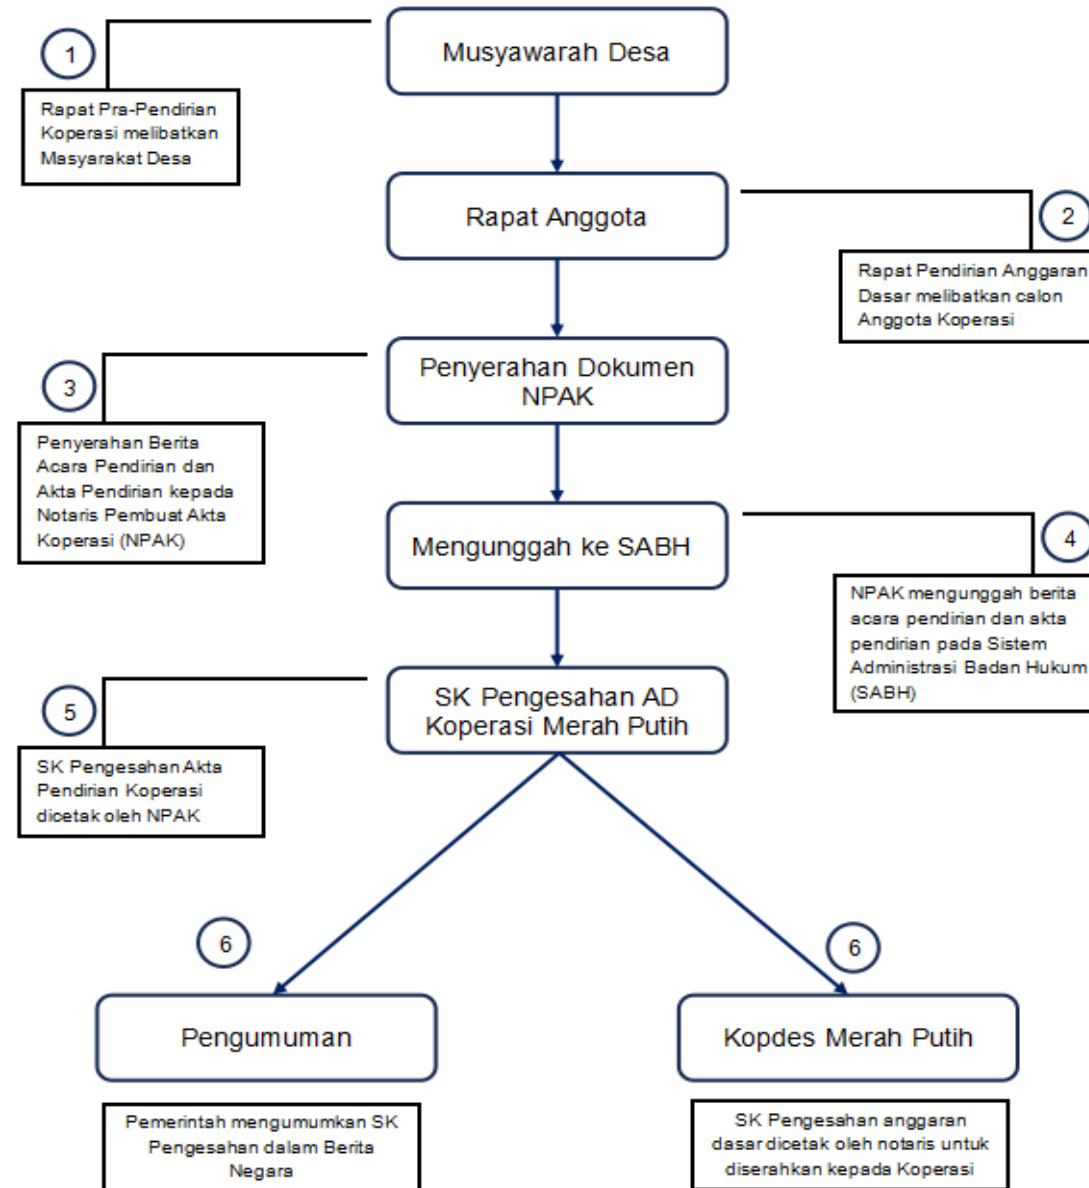 1
Musyawarah Desa
Rapat Pra-Pendirian
Koperasi melibatkan
Masyarakat Desa
Rapat Anggota
2
Rapat Pendirian Anggaran
Dasar melibatkan calon
Anggota Koperasi
3
Penyerahan Dokumen
NPAK
Penyerahan Berita
Acara Pendirian dan
Akta Pendirian kepada
Notaris Pembuat Akta
Koperasi (NPAK)
Mengunggah ke SABH
4
NPAK mengunggah berita
acara pendirian dan akta
pendirian pada Sistem
Administrasi Badan Hukum
(SABH)
5
SK Pengesahan AD
Koperasi Merah Putih
SK Pengesahan Akta
Pendirian Koperasi
dicetak oleh NPAK
6
6
Pengumuman
Kopdes Merah Putih
Pemerintah mengumumkan SK
Pengesahan dalam Berita
Negara
SK Pengesahan anggaran
dasar dicetak oleh notaris untuk
diserahkan kepada Koperasi